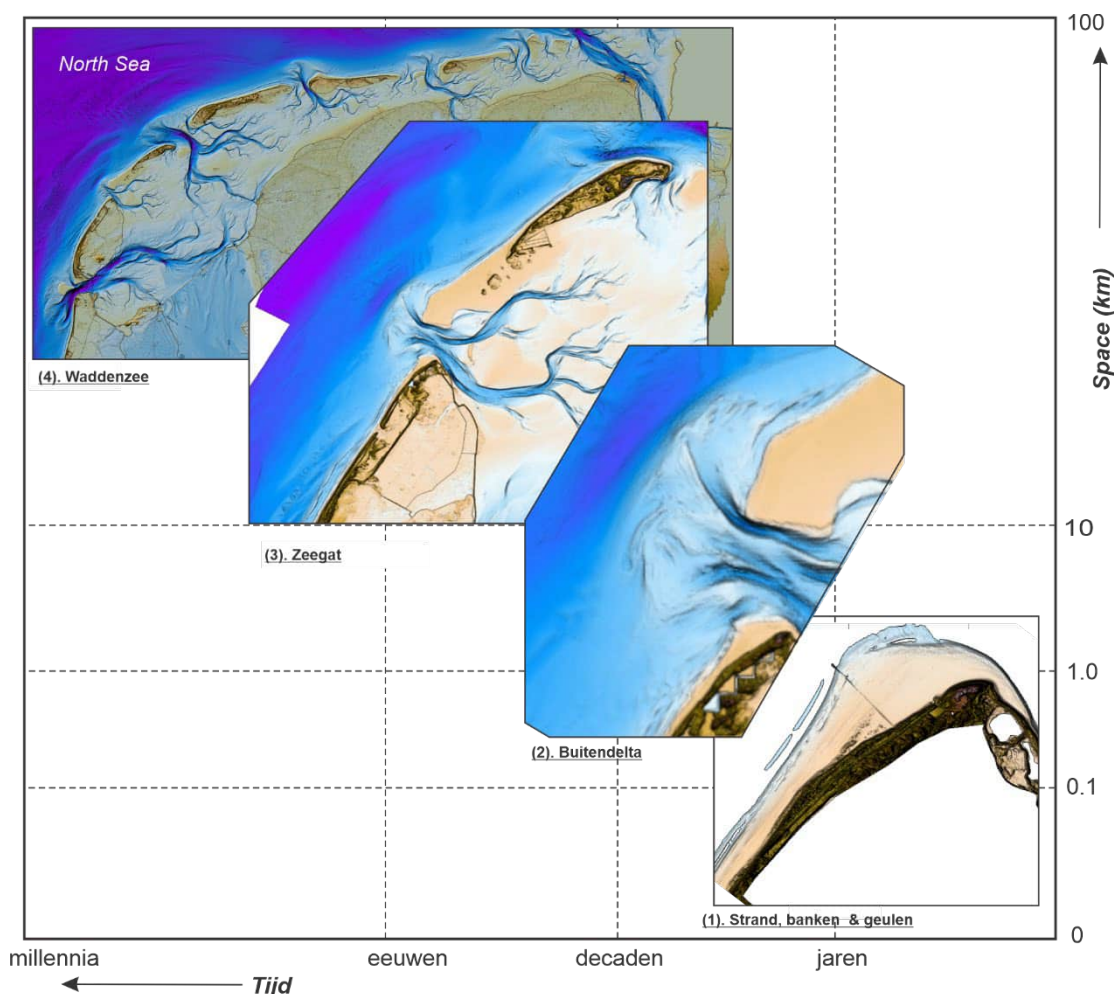 100
North Sea
Space (km)
(4). Waddenzee
10
(3). Zeegat
1.0
(2). Buitendelta
0.1
(1). Strand, banken & geulen
0
millennia
eeuwen
decaden
jaren
Tijd